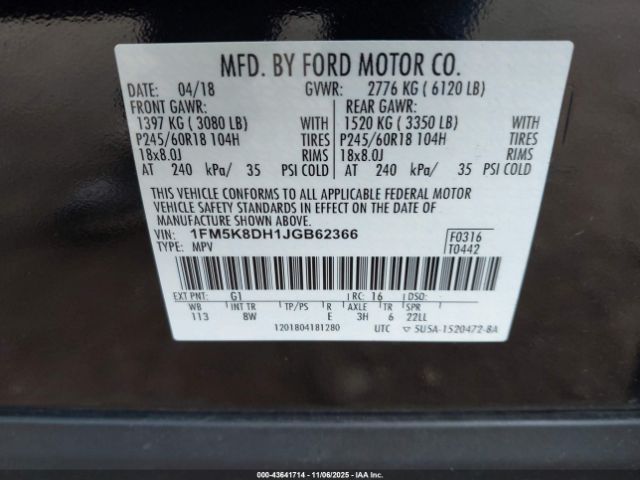 MFD. BY FORD MOTOR CO.
DATE: 04/18 GVWR: 2776 KG ( 6120 LB)
FRONT GAWR: REAR GAWR:
1397 KG ( 3080 LB) WITH 1520 KG ( 3350 LB) WITH
P245/60R18 104H TIRES P245/60R18 104H TIRES
18x8.0J RIMS 18x8.0J RIMS
AT 240 kPa/ 35 PSI COLD AT 240 kPa/ 35 PSI COLD
THIS VEHICLE CONFORMS TO ALL APPLICABLE FEDERAL MOTOR
VEHICLE SAFETY STANDARDS IN EFFECT ON THE DATE OF
MANUFACTURE SHOWN ABOVE.
VIN: 1FM5K8DH1JGB62366 F0316
TYPE: MPV T0442
EXT PNT: G1 RC: 16 DSO:
WB INT TR TP/PS R AXLE TR SPR
113 8W E 3H 6 22LL
1201804181280 UTC ▽ 5U5A-1520472-8A
000-43641714 - 11/06/2025 - IAA Inc.